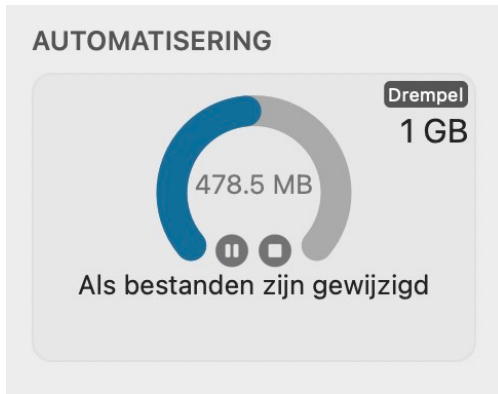 AUTOMATISERING
Drempel
1 GB
478.5 MB
Als bestanden zijn gewijzigd